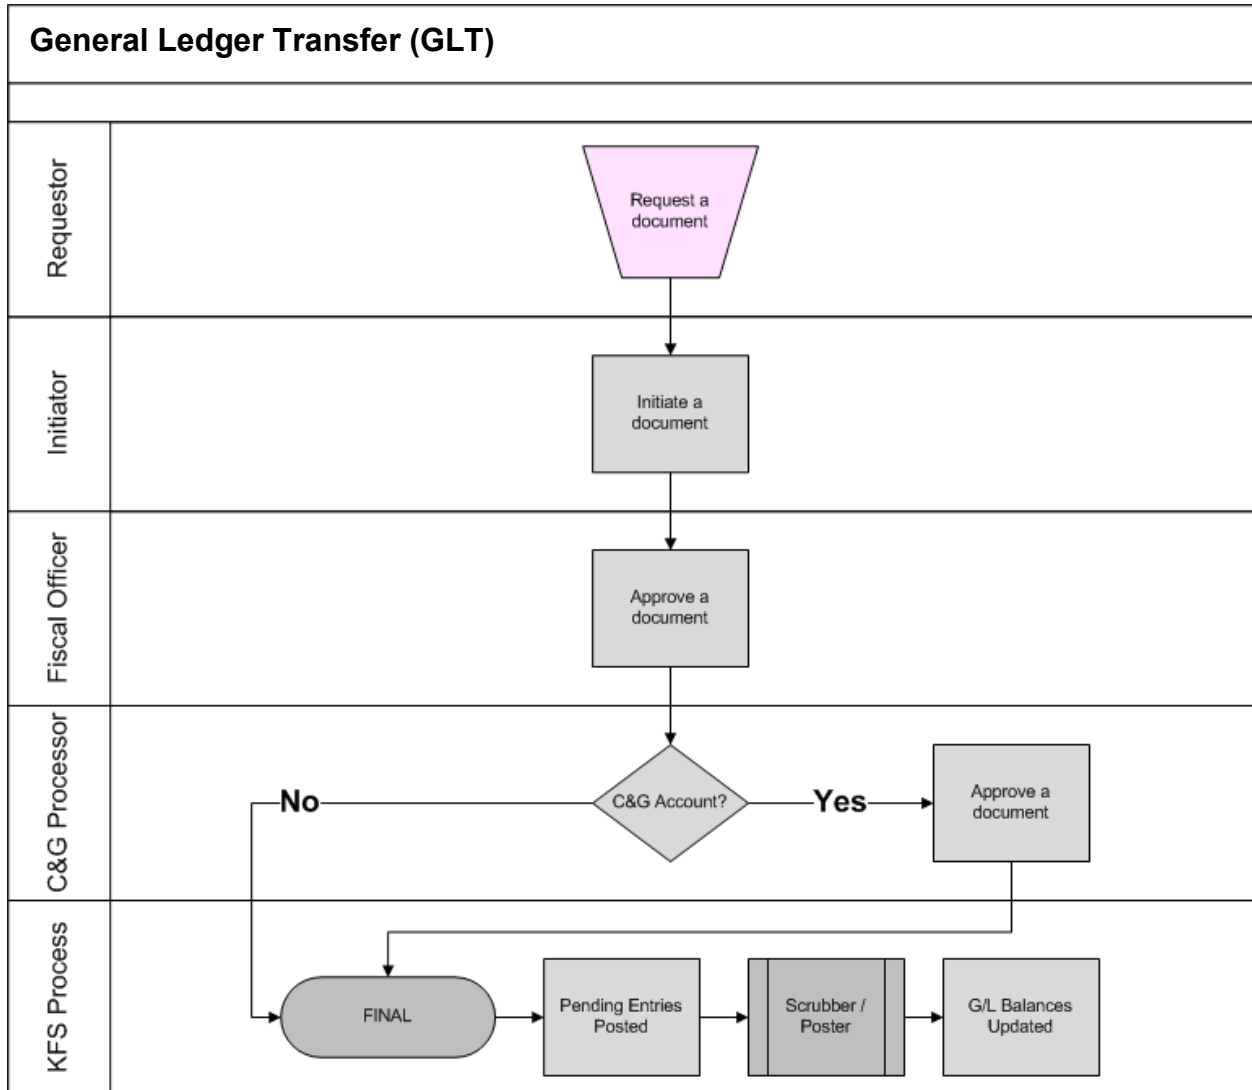 General Ledger Transfer (GLT)
Requestor
Request a
document
Initiator
Initiate a
document
Fiscal Officer
Approve a
document
C&G Processor
No
C&G Account?
Yes
Approve a
document
KFS Process
FINAL
Pending Entries
Posted
Scrubber /
Poster
G/L Balances
Updated